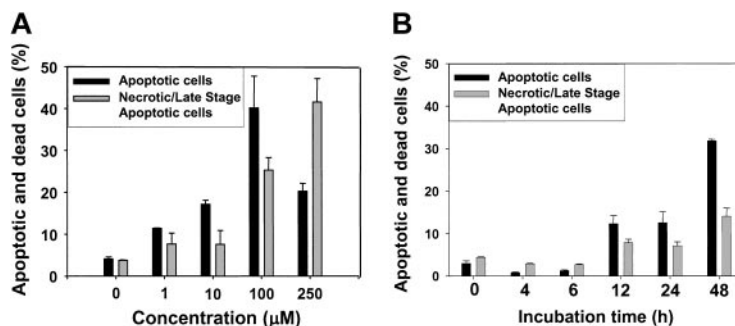 A
Apoptotic and dead cells (%)
50
40
30
20
10
0
Apoptotic cells
Necrotic/Late Stage
Apoptotic cells
0 1 10 100 250
Concentration (μM)
B
Apoptotic and dead cells (%)
50
40
30
20
10
0
Apoptotic cells
Necrotic/Late Stage
Apoptotic cells
0 4 6 12 24 48
Incubation time (h)